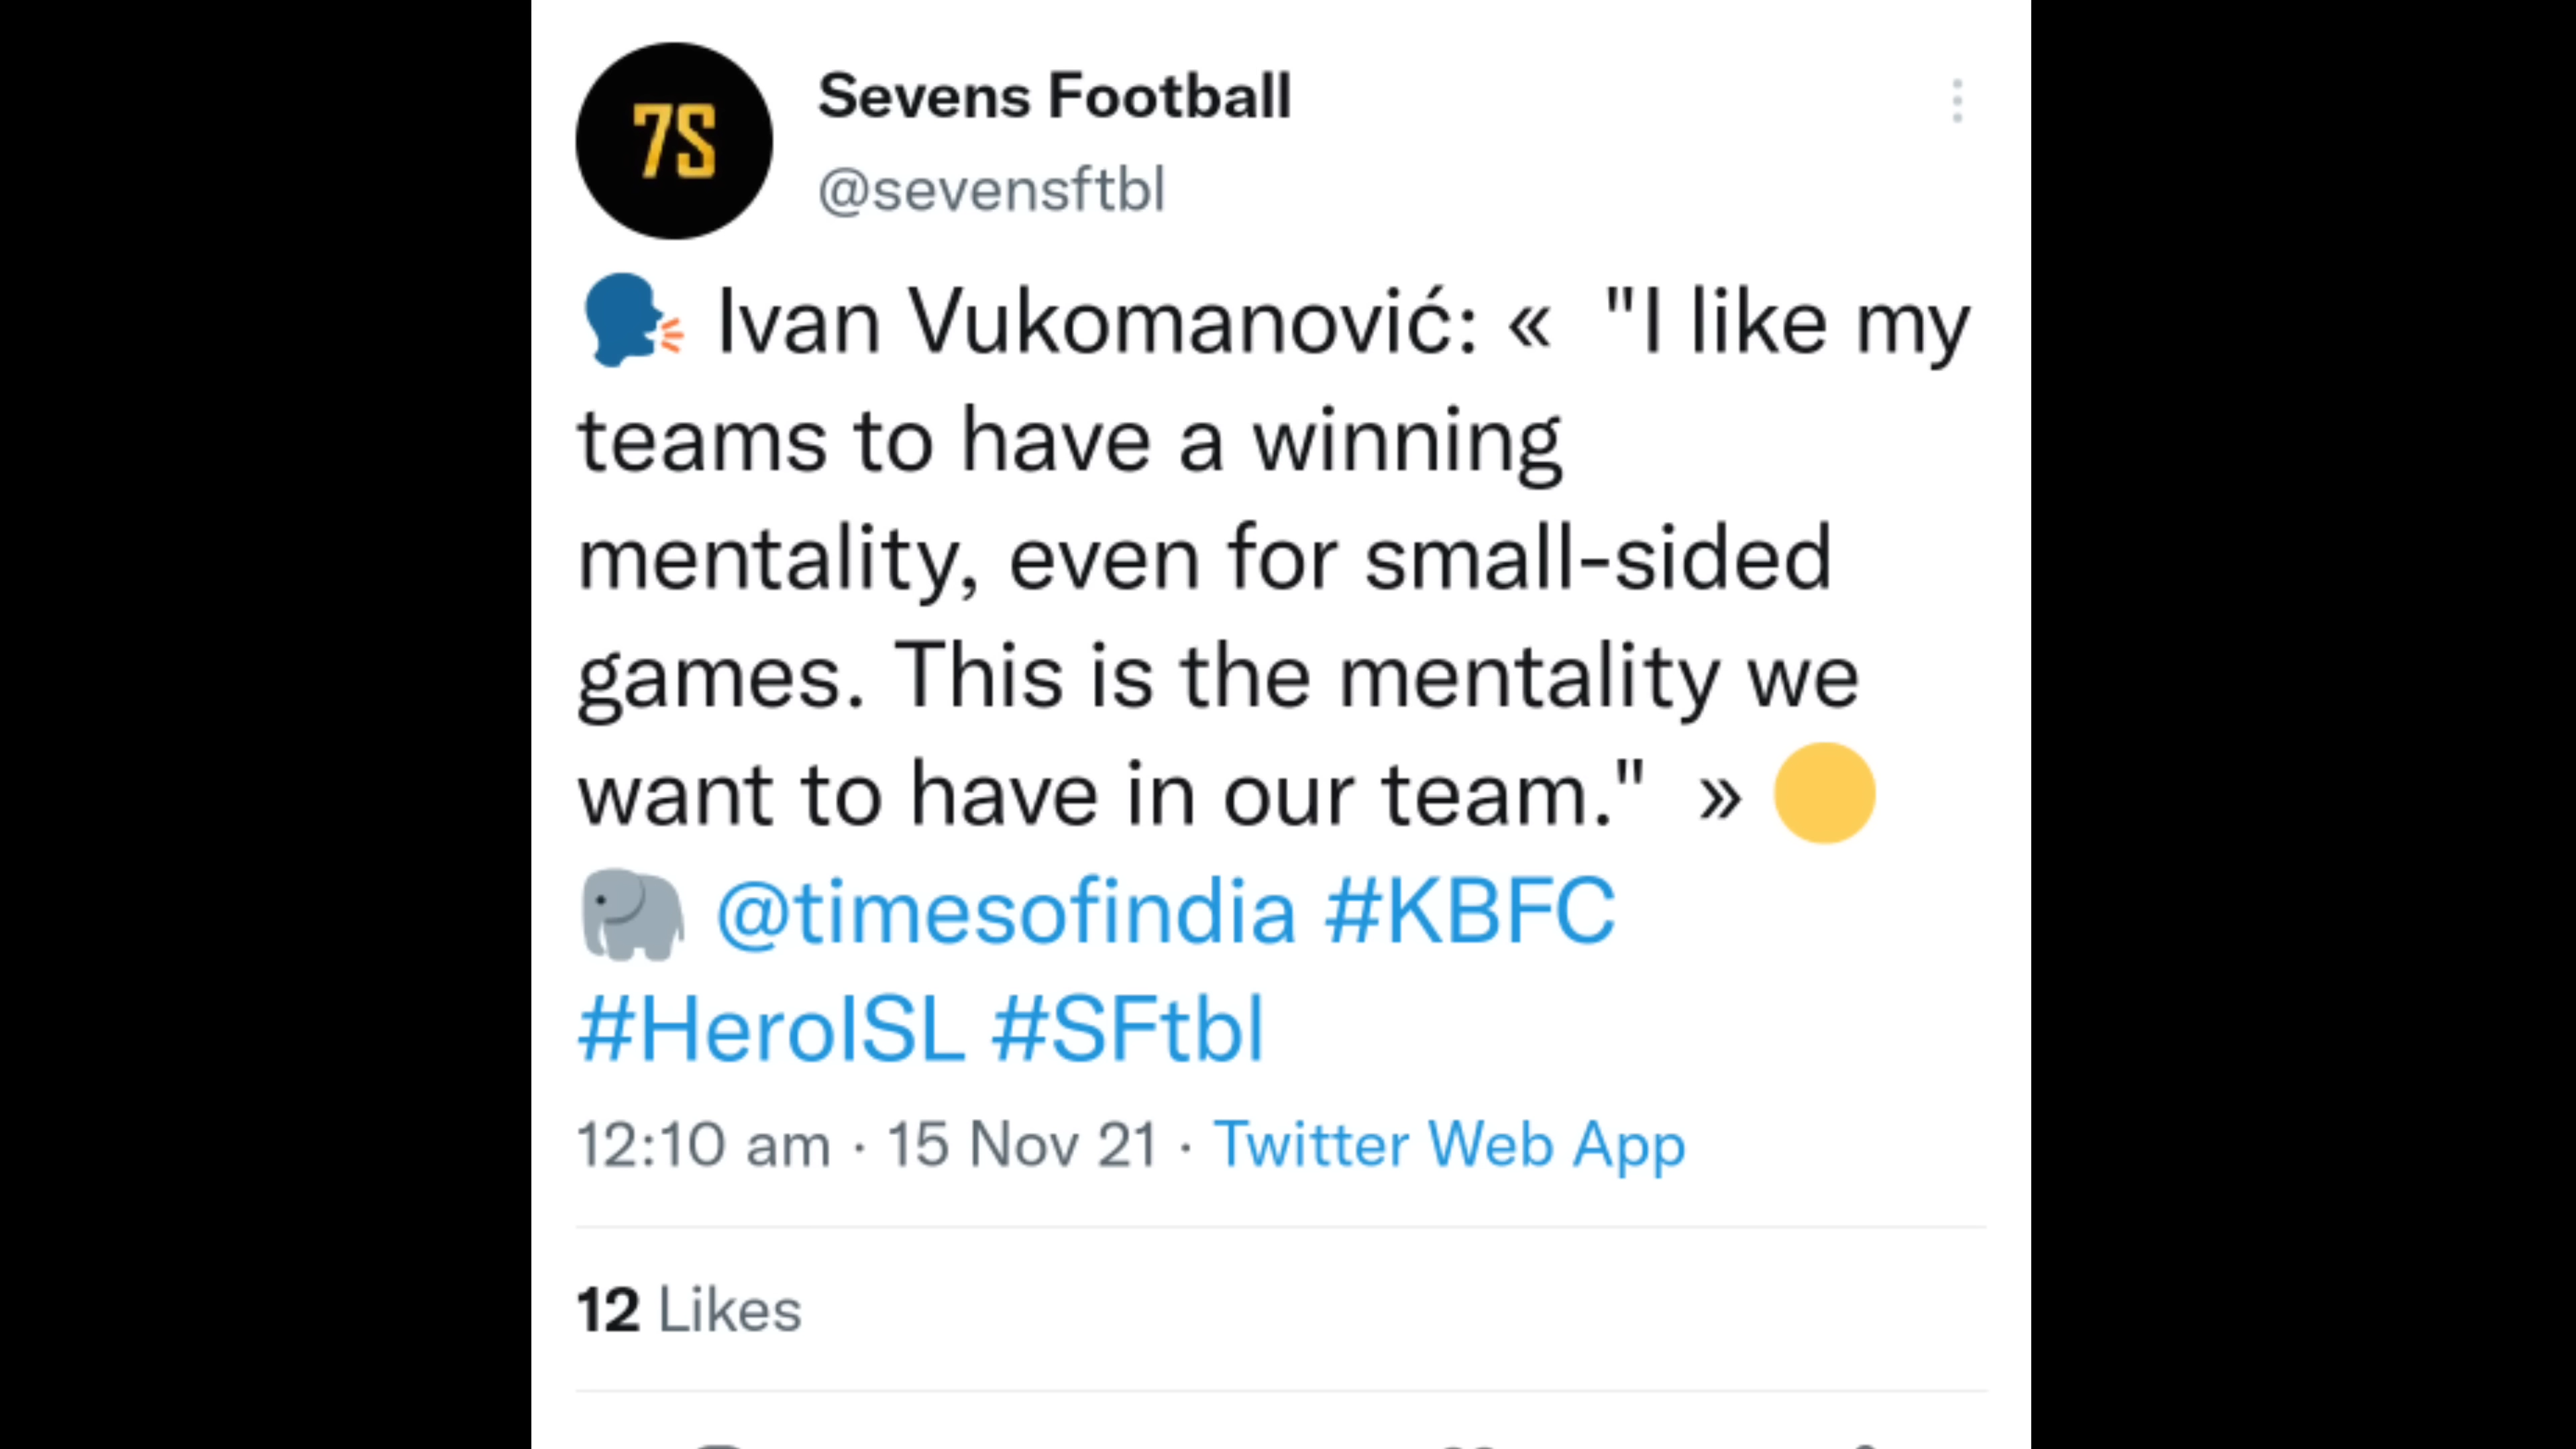 7S
Sevens Football
@sevensftbl
🗣 Ivan Vukomanović: « "I like my
teams to have a winning
mentality, even for small-sided
games. This is the mentality we
want to have in our team." » 🟡
🐘 @timesofindia #KBFC
#HeroISL #SFtbl
12:10 am · 15 Nov 21 · Twitter Web App
12 Likes